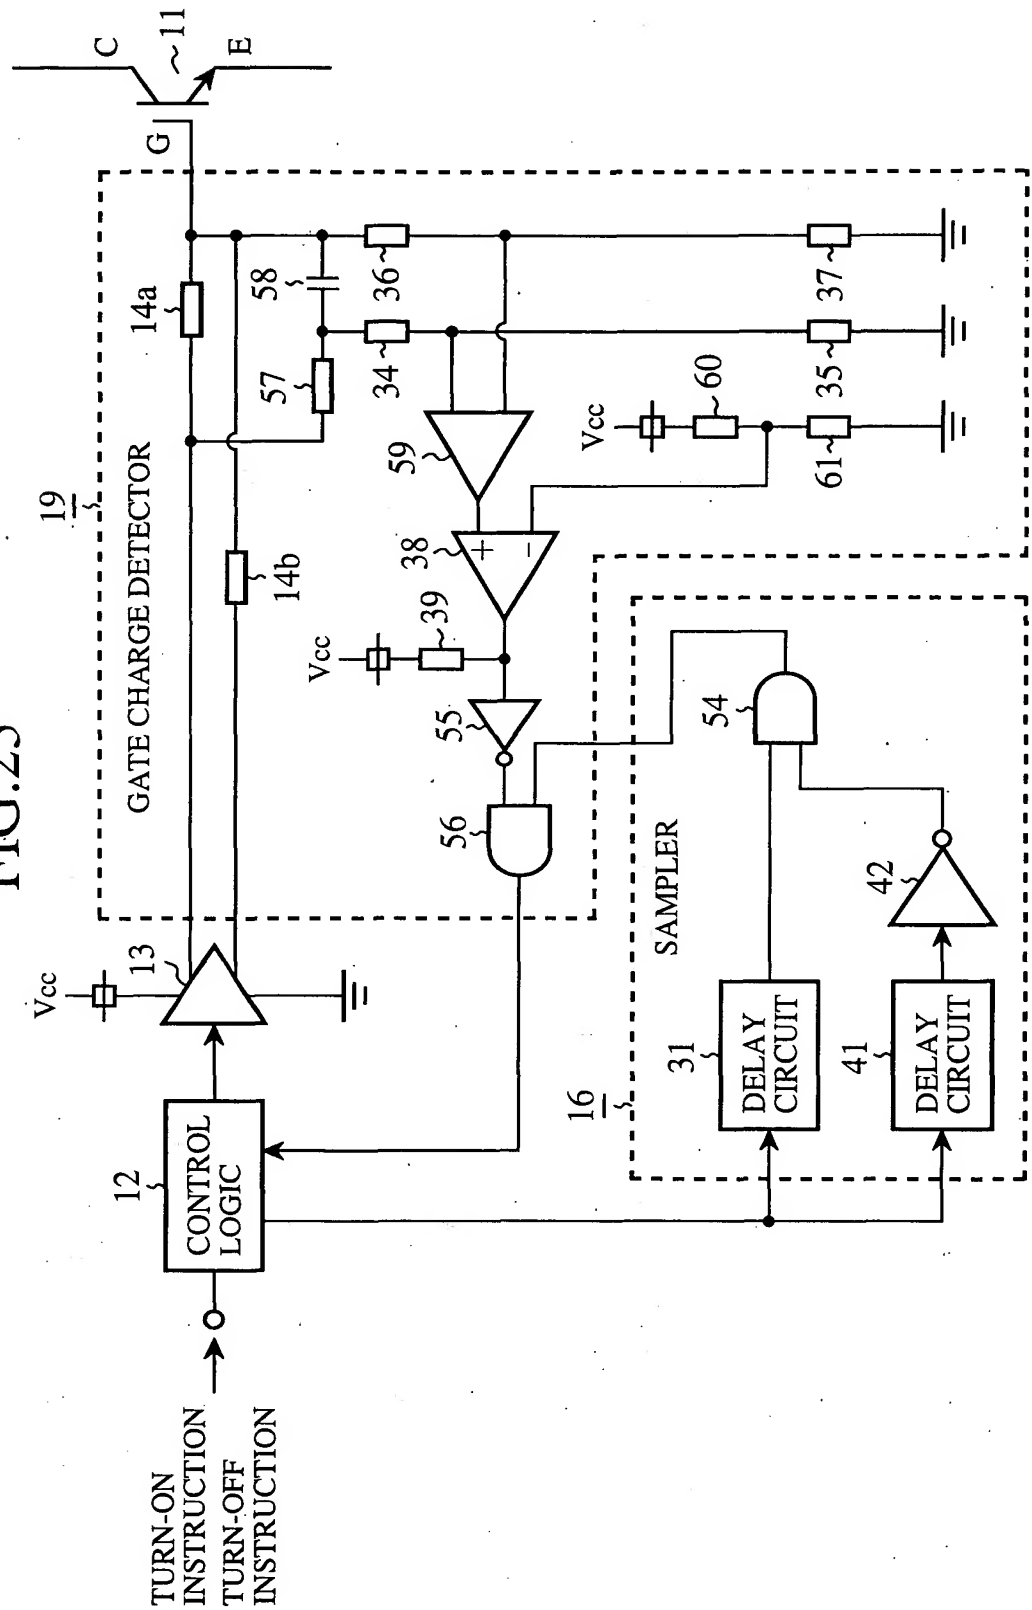 TURN-ON
INSTRUCTION
TURN-OFF
INSTRUCTION
12
CONTROL
LOGIC
Vcc
13
19
GATE CHARGE DETECTOR
14b
14a
57
58
34
36
59
38
+
−
Vcc
39
55
56
Vcc
60
61
35
37
G
C
E
11
16
SAMPLER
31
DELAY
CIRCUIT
41
DELAY
CIRCUIT
42
54